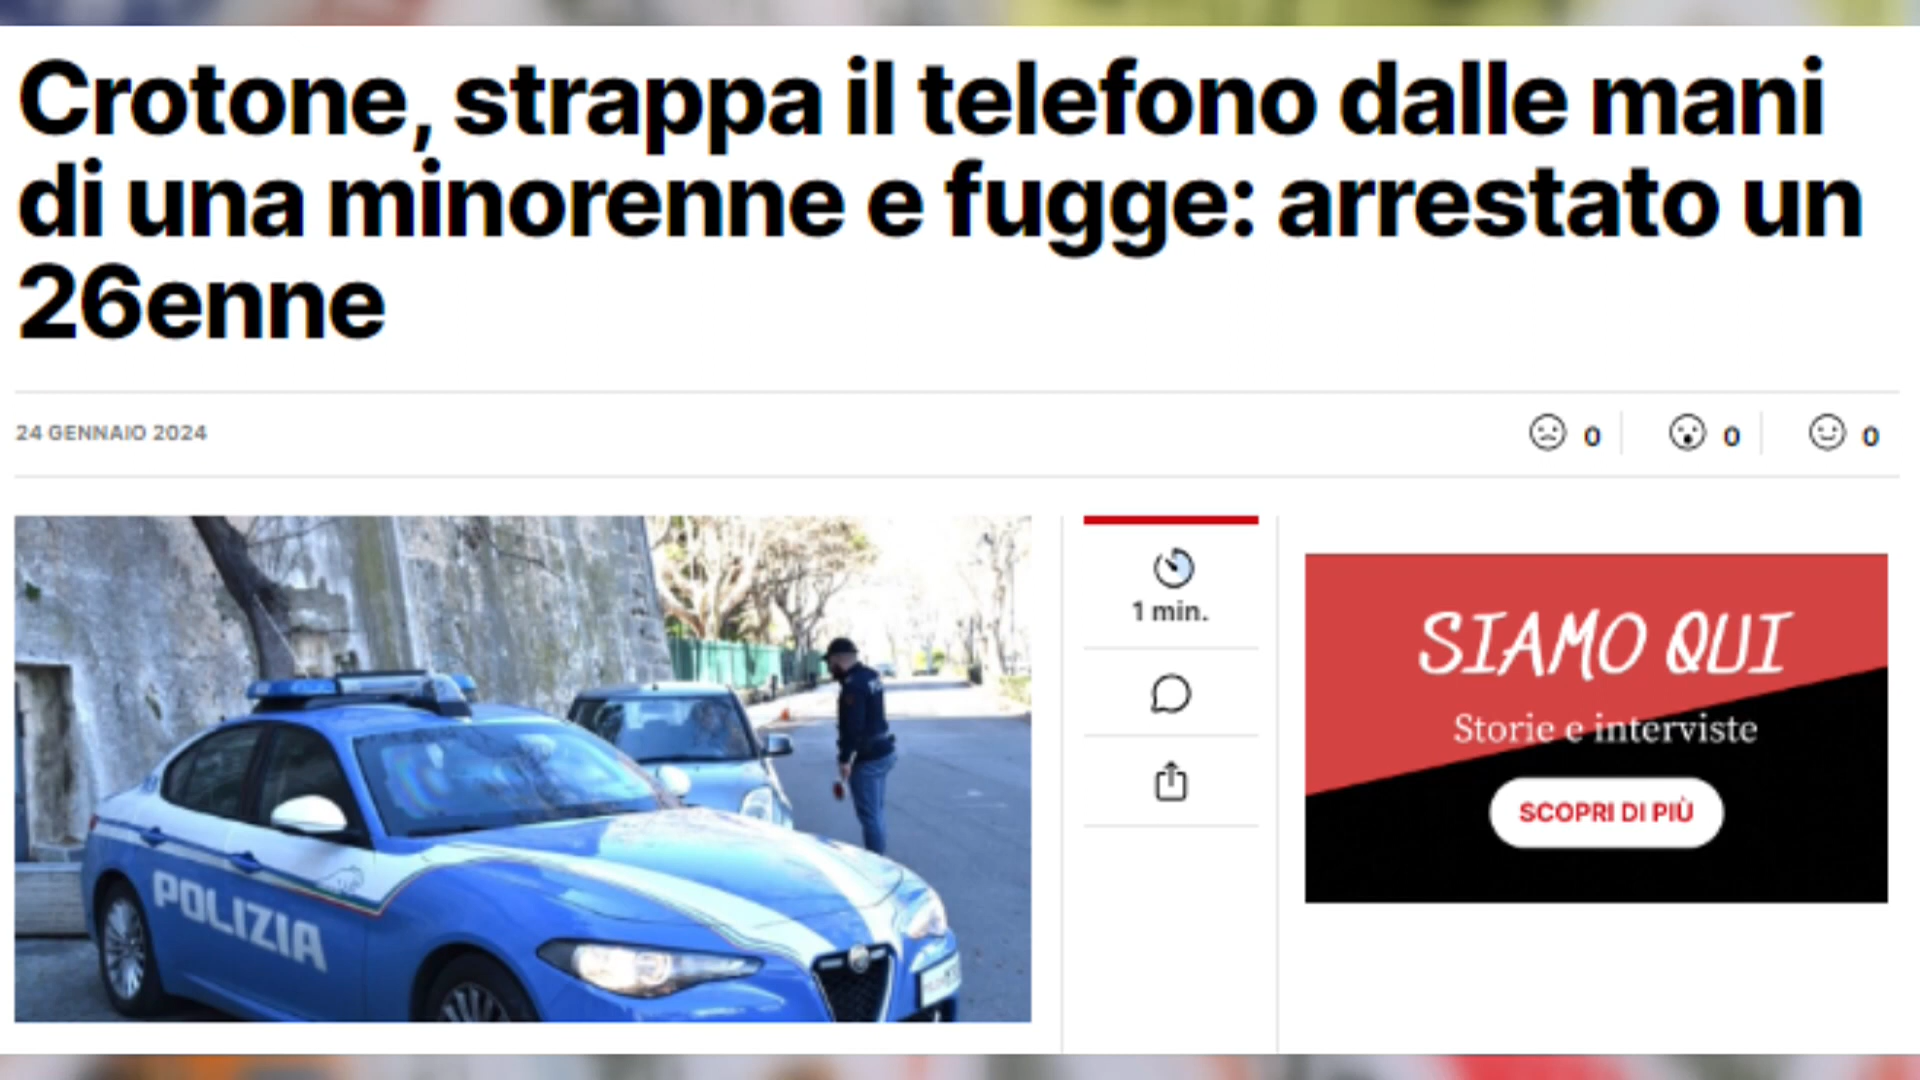 Crotone, strappa il telefono dalle mani
di una minorenne e fugge: arrestato un
26enne
24 GENNAIO 2024
0
0
0
POLIZIA
1 min.
SIAMO QUI
Storie e interviste
SCOPRI DI PIÙ